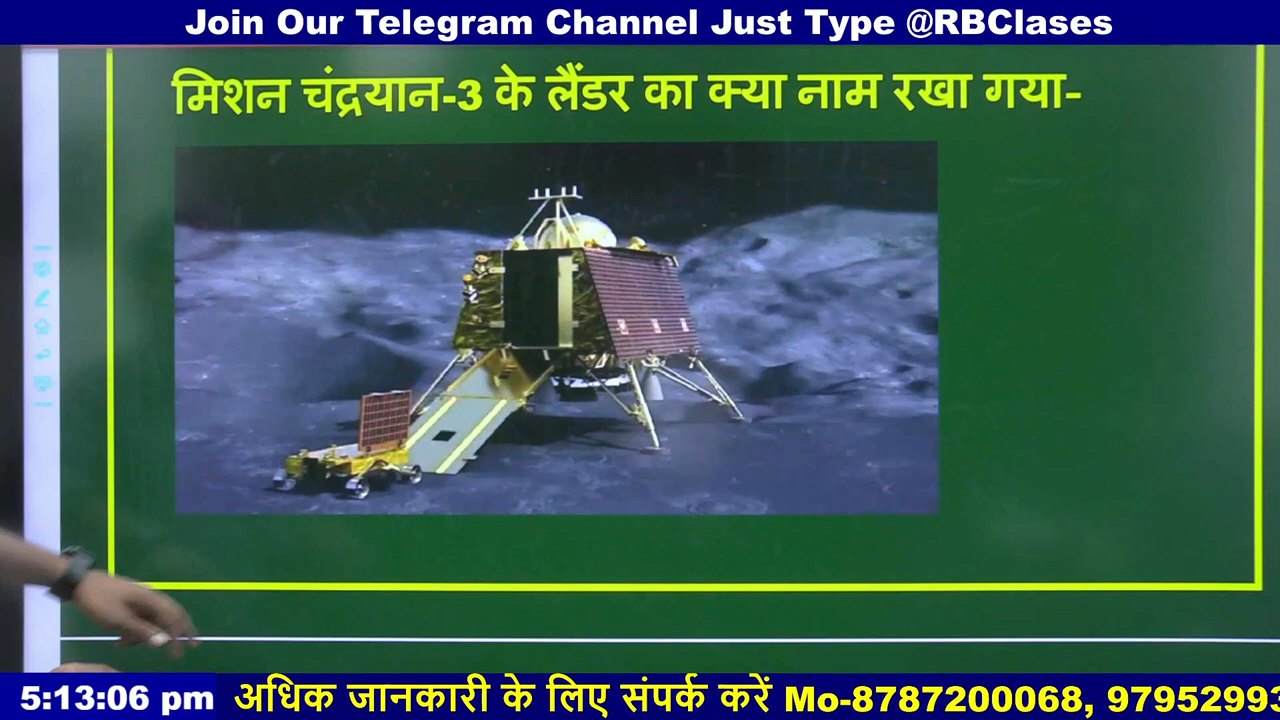 Join Our Telegram Channel Just Type @RBClases
मिशन चंद्रयान-3 के लैंडर का क्या नाम रखा गया-
5:13:06 pm
अधिक जानकारी के लिए संपर्क करें Mo-8787200068, 97952993